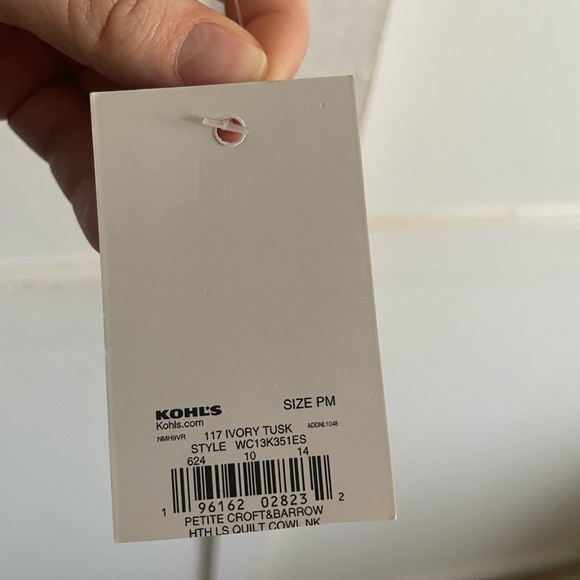 KOHL'S SIZE PM
Kohls.com
NMH9VR 117 IVORY TUSK ADDNL1048
STYLE WC13K351ES
624 10 14
1 96162 02823 2
PETITE CROFT&BARROW
HTH LS QUILT COWL NK